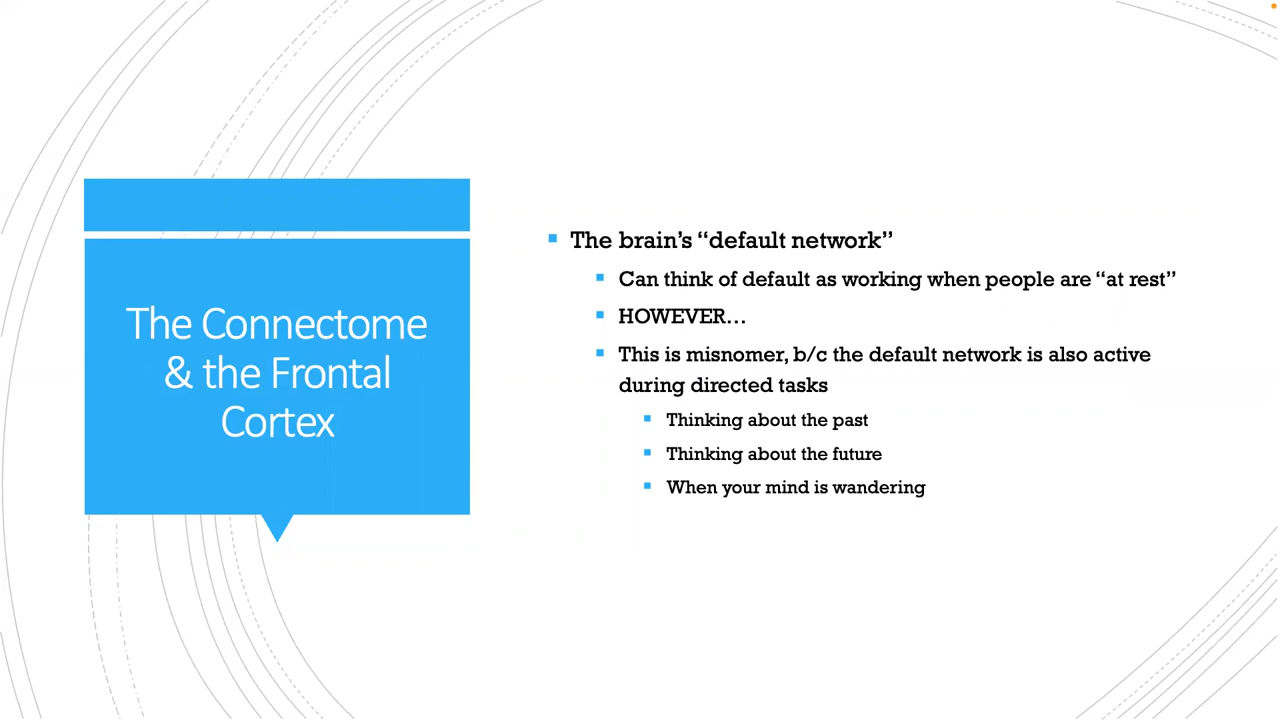 The Connectome
& the Frontal
Cortex
The brain’s “default network”
Can think of default as working when people are “at rest”
HOWEVER…
This is misnomer, b/c the default network is also active
during directed tasks
Thinking about the past
Thinking about the future
When your mind is wandering